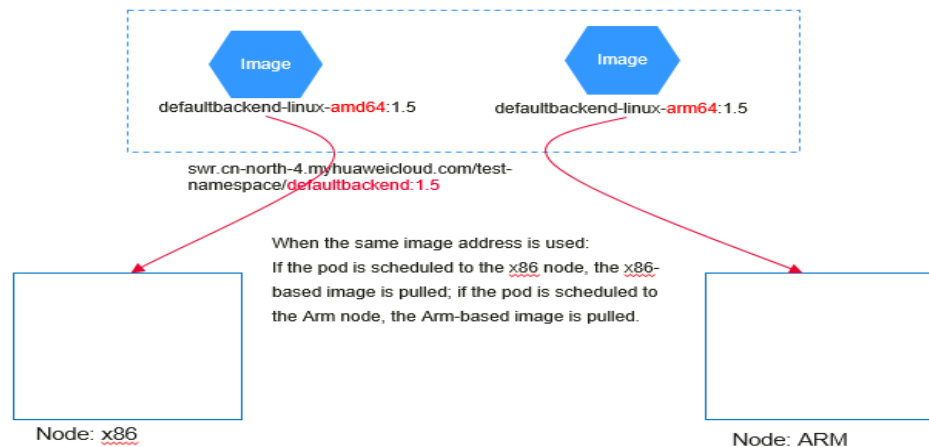 Image
Image
defaultbackend-linux-amd64:1.5
defaultbackend-linux-arm64:1.5
swr.cn-north-4.myhuaweicloud.com/test-
namespace/defaultbackend:1.5
When the same image address is used:
If the pod is scheduled to the x86 node, the x86-
based image is pulled; if the pod is scheduled to
the Arm node, the Arm-based image is pulled.
Node: x86
Node: ARM